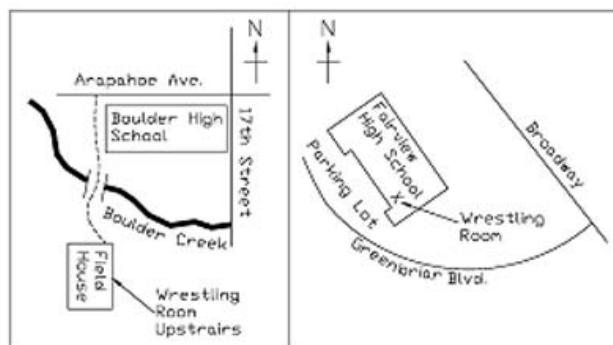 N
Arapahoe Ave.
Boulder High
School
17th Street
Boulder Creek
Field
House
Wrestling
Room
Upstairs
N
Fairview
High School
Broadway
Parking Lot
X
Wrestling
Room
Greenbriar Blvd.